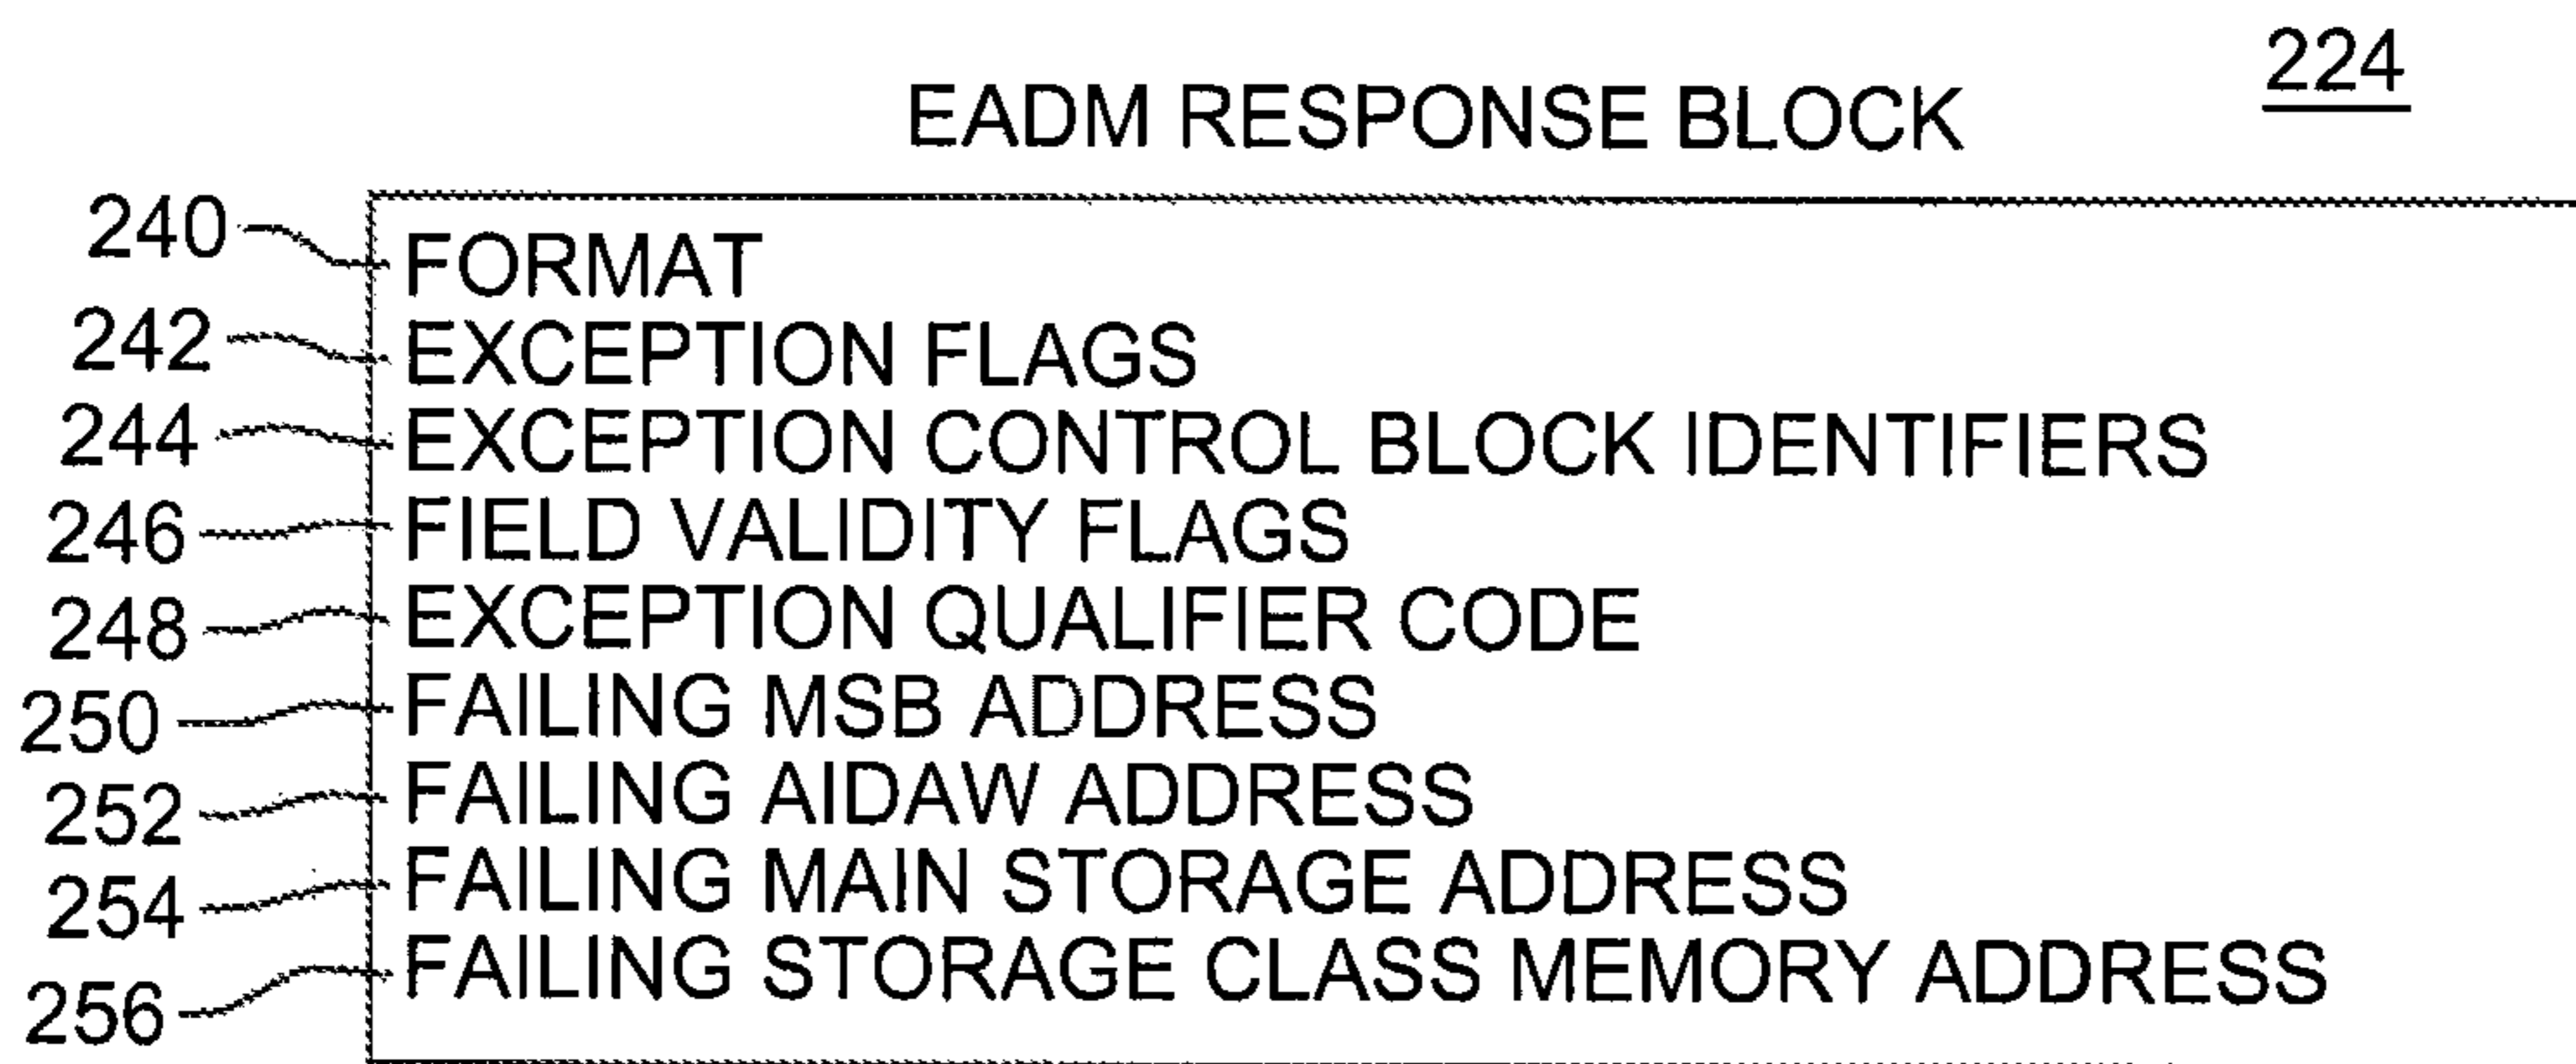 224
EADM RESPONSE BLOCK
240 FORMAT
242 EXCEPTION FLAGS
244 EXCEPTION CONTROL BLOCK IDENTIFIERS
246 FIELD VALIDITY FLAGS
248 EXCEPTION QUALIFIER CODE
250 FAILING MSB ADDRESS
252 FAILING AIDAW ADDRESS
254 FAILING MAIN STORAGE ADDRESS
256 FAILING STORAGE CLASS MEMORY ADDRESS